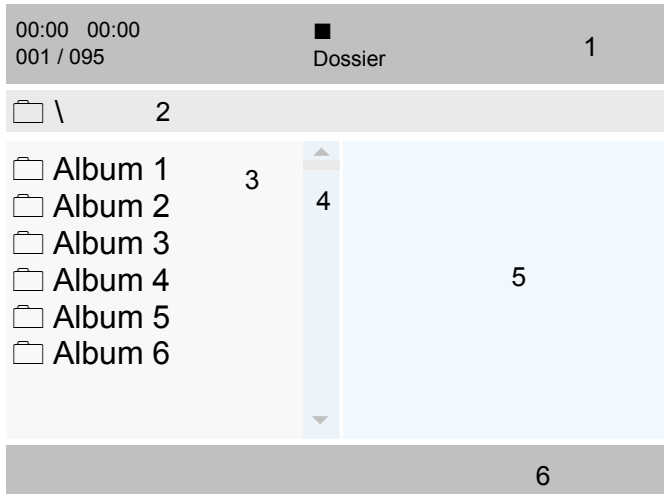 00:00 00:00
001 / 095
■
Dossier
1
\ 2
Album 1
Album 2
Album 3
Album 4
Album 5
Album 6
3
4
5
6